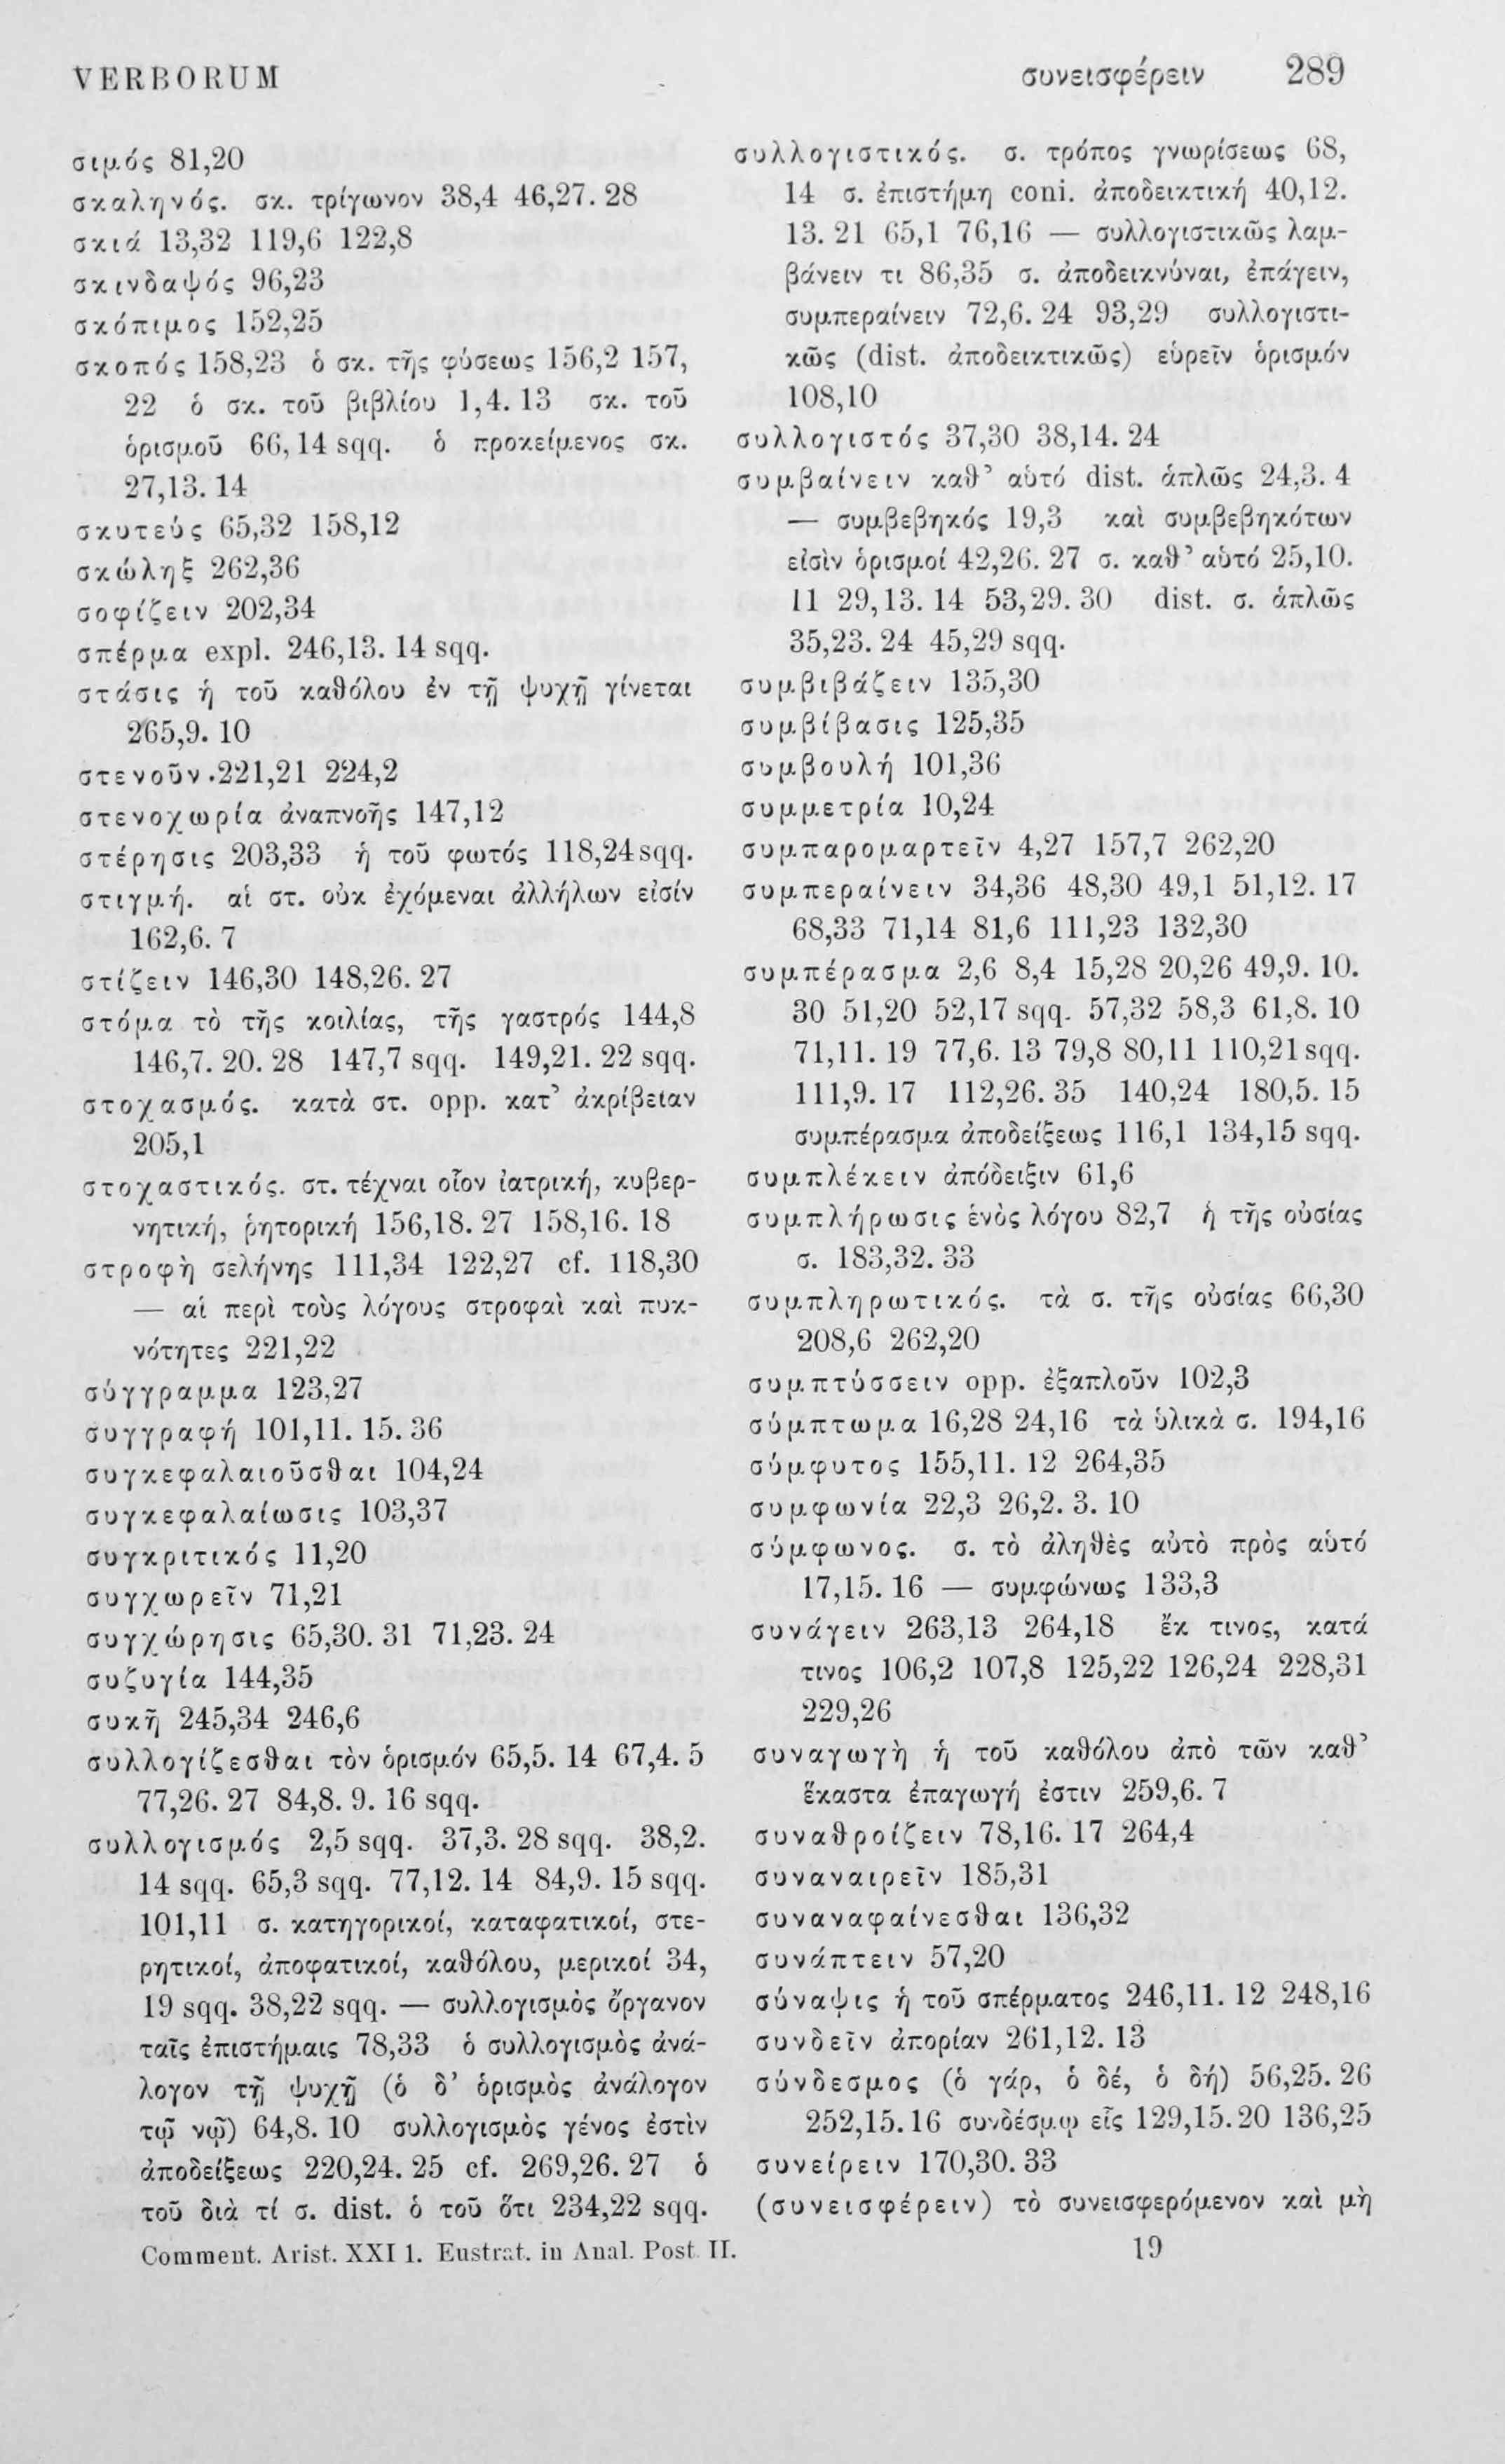 VERBORUM
συνεισφέρειν 289
σιμός 81,20
σκαληνός. σκ. τρίγωνον 38,4 46,27. 28
σκιά 13,32 119,6 122,8
σκινδαψός 96,23
σκόπιμος 152,25
σκοπός 158,23 ὁ σκ. τῆς φύσεως 156,2 157,
22 ὁ σκ. τοῦ βιβλίου 1,4. 13 σκ. τοῦ
ὁρισμοῦ 66,14 sqq. ὁ προκείμενος σκ.
27,13. 14
σκυτεύς 65,32 158,12
σκώληξ 262,36
σοφίζειν 202,34
σπέρμα expl. 246,13. 14 sqq.
στάσις ἡ τοῦ καθόλου ἐν τῇ ψυχῇ γίνεται
265,9. 10
στενοῦν 221,21 224,2
στενοχωρία ἀναπνοῆς 147,12
στέρησις 203,33 ἡ τοῦ φωτός 118,24 sqq.
στιγμή. αἱ στ. οὐκ ἐχόμεναι ἀλλήλων εἰσίν
162,6. 7
στίζειν 146,30 148,26. 27
στόμα τὸ τῆς κοιλίας, τῆς γαστρός 144,8
146,7. 20. 28 147,7 sqq. 149,21. 22 sqq.
στοχασμός. κατὰ στ. opp. κατ’ ἀκρίβειαν
205,1
στοχαστικός. στ. τέχναι οἷον ἰατρική, κυβερ-
νητική, ῥητορική 156,18. 27 158,16. 18
στροφὴ σελήνης 111,34 122,27 cf. 118,30
— αἱ περὶ τοὺς λόγους στροφαὶ καὶ πυκ-
νότητες 221,22
σύγγραμμα 123,27
συγγραφή 101,11. 15. 36
συγκεφαλαιοῦσθαι 104,24
συγκεφαλαίωσις 103,37
συγκριτικός 11,20
συγχωρεῖν 71,21
συγχώρησις 65,30. 31 71,23. 24
συζυγία 144,35
συκῆ 245,34 246,6
συλλογίζεσθαι τὸν ὁρισμόν 65,5. 14 67,4. 5
77,26. 27 84,8. 9. 16 sqq.
συλλογισμός 2,5 sqq. 37,3. 28 sqq. 38,2.
14 sqq. 65,3 sqq. 77,12. 14 84,9. 15 sqq.
101,11 σ. κατηγορικοί, καταφατικοί, στε-
ρητικοί, ἀποφατικοί, καθόλου, μερικοί 34,
19 sqq. 38,22 sqq. — συλλογισμὸς ὄργανον
ταῖς ἐπιστήμαις 78,33 ὁ συλλογισμὸς ἀνά-
λογον τῇ ψυχῇ (ὁ δ’ ὁρισμὸς ἀνάλογον
τῷ νῷ) 64,8. 10 συλλογισμὸς γένος ἐστὶν
ἀποδείξεως 220,24. 25 cf. 269,26. 27 ὁ
τοῦ διὰ τί σ. dist. ὁ τοῦ ὅτι 234,22 sqq.
συλλογιστικός. σ. τρόπος γνωρίσεως 68,
14 σ. ἐπιστήμη coni. ἀποδεικτική 40,12.
13. 21 65,1 76,16 — συλλογιστικῶς λαμ-
βάνειν τι 86,35 σ. ἀποδεικνύναι, ἐπάγειν,
συμπεραίνειν 72,6. 24 93,29 συλλογιστι-
κῶς (dist. ἀποδεικτικῶς) εὑρεῖν ὁρισμόν
108,10
συλλογιστός 37,30 38,14. 24
συμβαίνειν καθ’ αὑτό dist. ἁπλῶς 24,3. 4
— συμβεβηκός 19,3 καὶ συμβεβηκότων
εἰσὶν ὁρισμοί 42,26. 27 σ. καθ’ αὑτό 25,10.
11 29,13. 14 53,29. 30 dist. σ. ἁπλῶς
35,23. 24 45,29 sqq.
συμβιβάζειν 135,30
συμβίβασις 125,35
συμβουλή 101,36
συμμετρία 10,24
συμπαρομαρτεῖν 4,27 157,7 262,20
συμπεραίνειν 34,36 48,30 49,1 51,12. 17
68,33 71,14 81,6 111,23 132,30
συμπέρασμα 2,6 8,4 15,28 20,26 49,9. 10.
30 51,20 52,17 sqq. 57,32 58,3 61,8. 10
71,11. 19 77,6. 13 79,8 80,11 110,21 sqq.
111,9. 17 112,26. 35 140,24 180,5. 15
συμπέρασμα ἀποδείξεως 116,1 134,15 sqq.
συμπλέκειν ἀπόδειξιν 61,6
συμπλήρωσις ἑνὸς λόγου 82,7 ἡ τῆς οὐσίας
σ. 183,32. 33
συμπληρωτικός. τὰ σ. τῆς οὐσίας 66,30
208,6 262,20
συμπτύσσειν opp. ἐξαπλοῦν 102,3
σύμπτωμα 16,28 24,16 τὰ ὑλικὰ σ. 194,16
σύμφυτος 155,11. 12 264,35
συμφωνία 22,3 26,2. 3. 10
σύμφωνος. σ. τὸ ἀληθὲς αὐτὸ πρὸς αὑτό
17,15. 16 — συμφώνως 133,3
συνάγειν 263,13 264,18 ἔκ τινος, κατά
τινος 106,2 107,8 125,22 126,24 228,31
229,26
συναγωγὴ ἡ τοῦ καθόλου ἀπὸ τῶν καθ’
ἕκαστα ἐπαγωγή ἐστιν 259,6. 7
συναθροίζειν 78,16. 17 264,4
συναναιρεῖν 185,31
συναναφαίνεσθαι 136,32
συνάπτειν 57,20
σύναψις ἡ τοῦ σπέρματος 246,11. 12 248,16
συνδεῖν ἀπορίαν 261,12. 13
σύνδεσμος (ὁ γάρ, ὁ δέ, ὁ δή) 56,25. 26
252,15. 16 συνδέσμῳ εἷς 129,15. 20 136,25
συνείρειν 170,30. 33
(συνεισφέρειν) τὸ συνεισφερόμενον καὶ μὴ
Comment. Arist. XXI 1. Eustrat. in Anal. Post II.
19